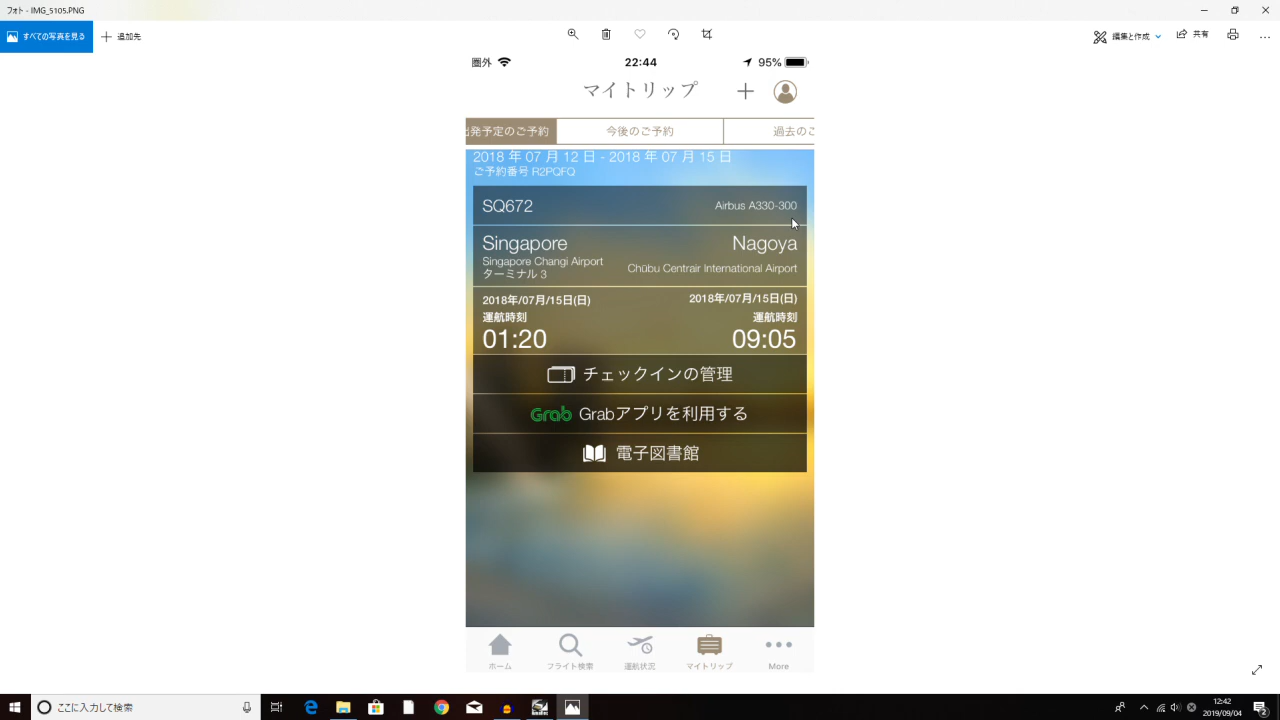 フォト - IMG_5105.PNG
すべての写真を見る
追加先
編集と作成
共有
圏外
22:44
95%
マイトリップ
出発予定のご予約
今後のご予約
過去のご
2018 年 07 月 12 日 - 2018 年 07 月 15 日
ご予約番号 R2PQFQ
SQ672
Airbus A330-300
Singapore
Nagoya
Singapore Changi Airport
Chūbu Centrair International Airport
ターミナル 3
2018年/07月/15日(日)
2018年/07月/15日(日)
運航時刻
運航時刻
01:20
09:05
チェックインの管理
Grab Grabアプリを利用する
電子図書館
ホーム
フライト検索
運航状況
マイトリップ
More
ここに入力して検索
12:42
2019/09/04
2